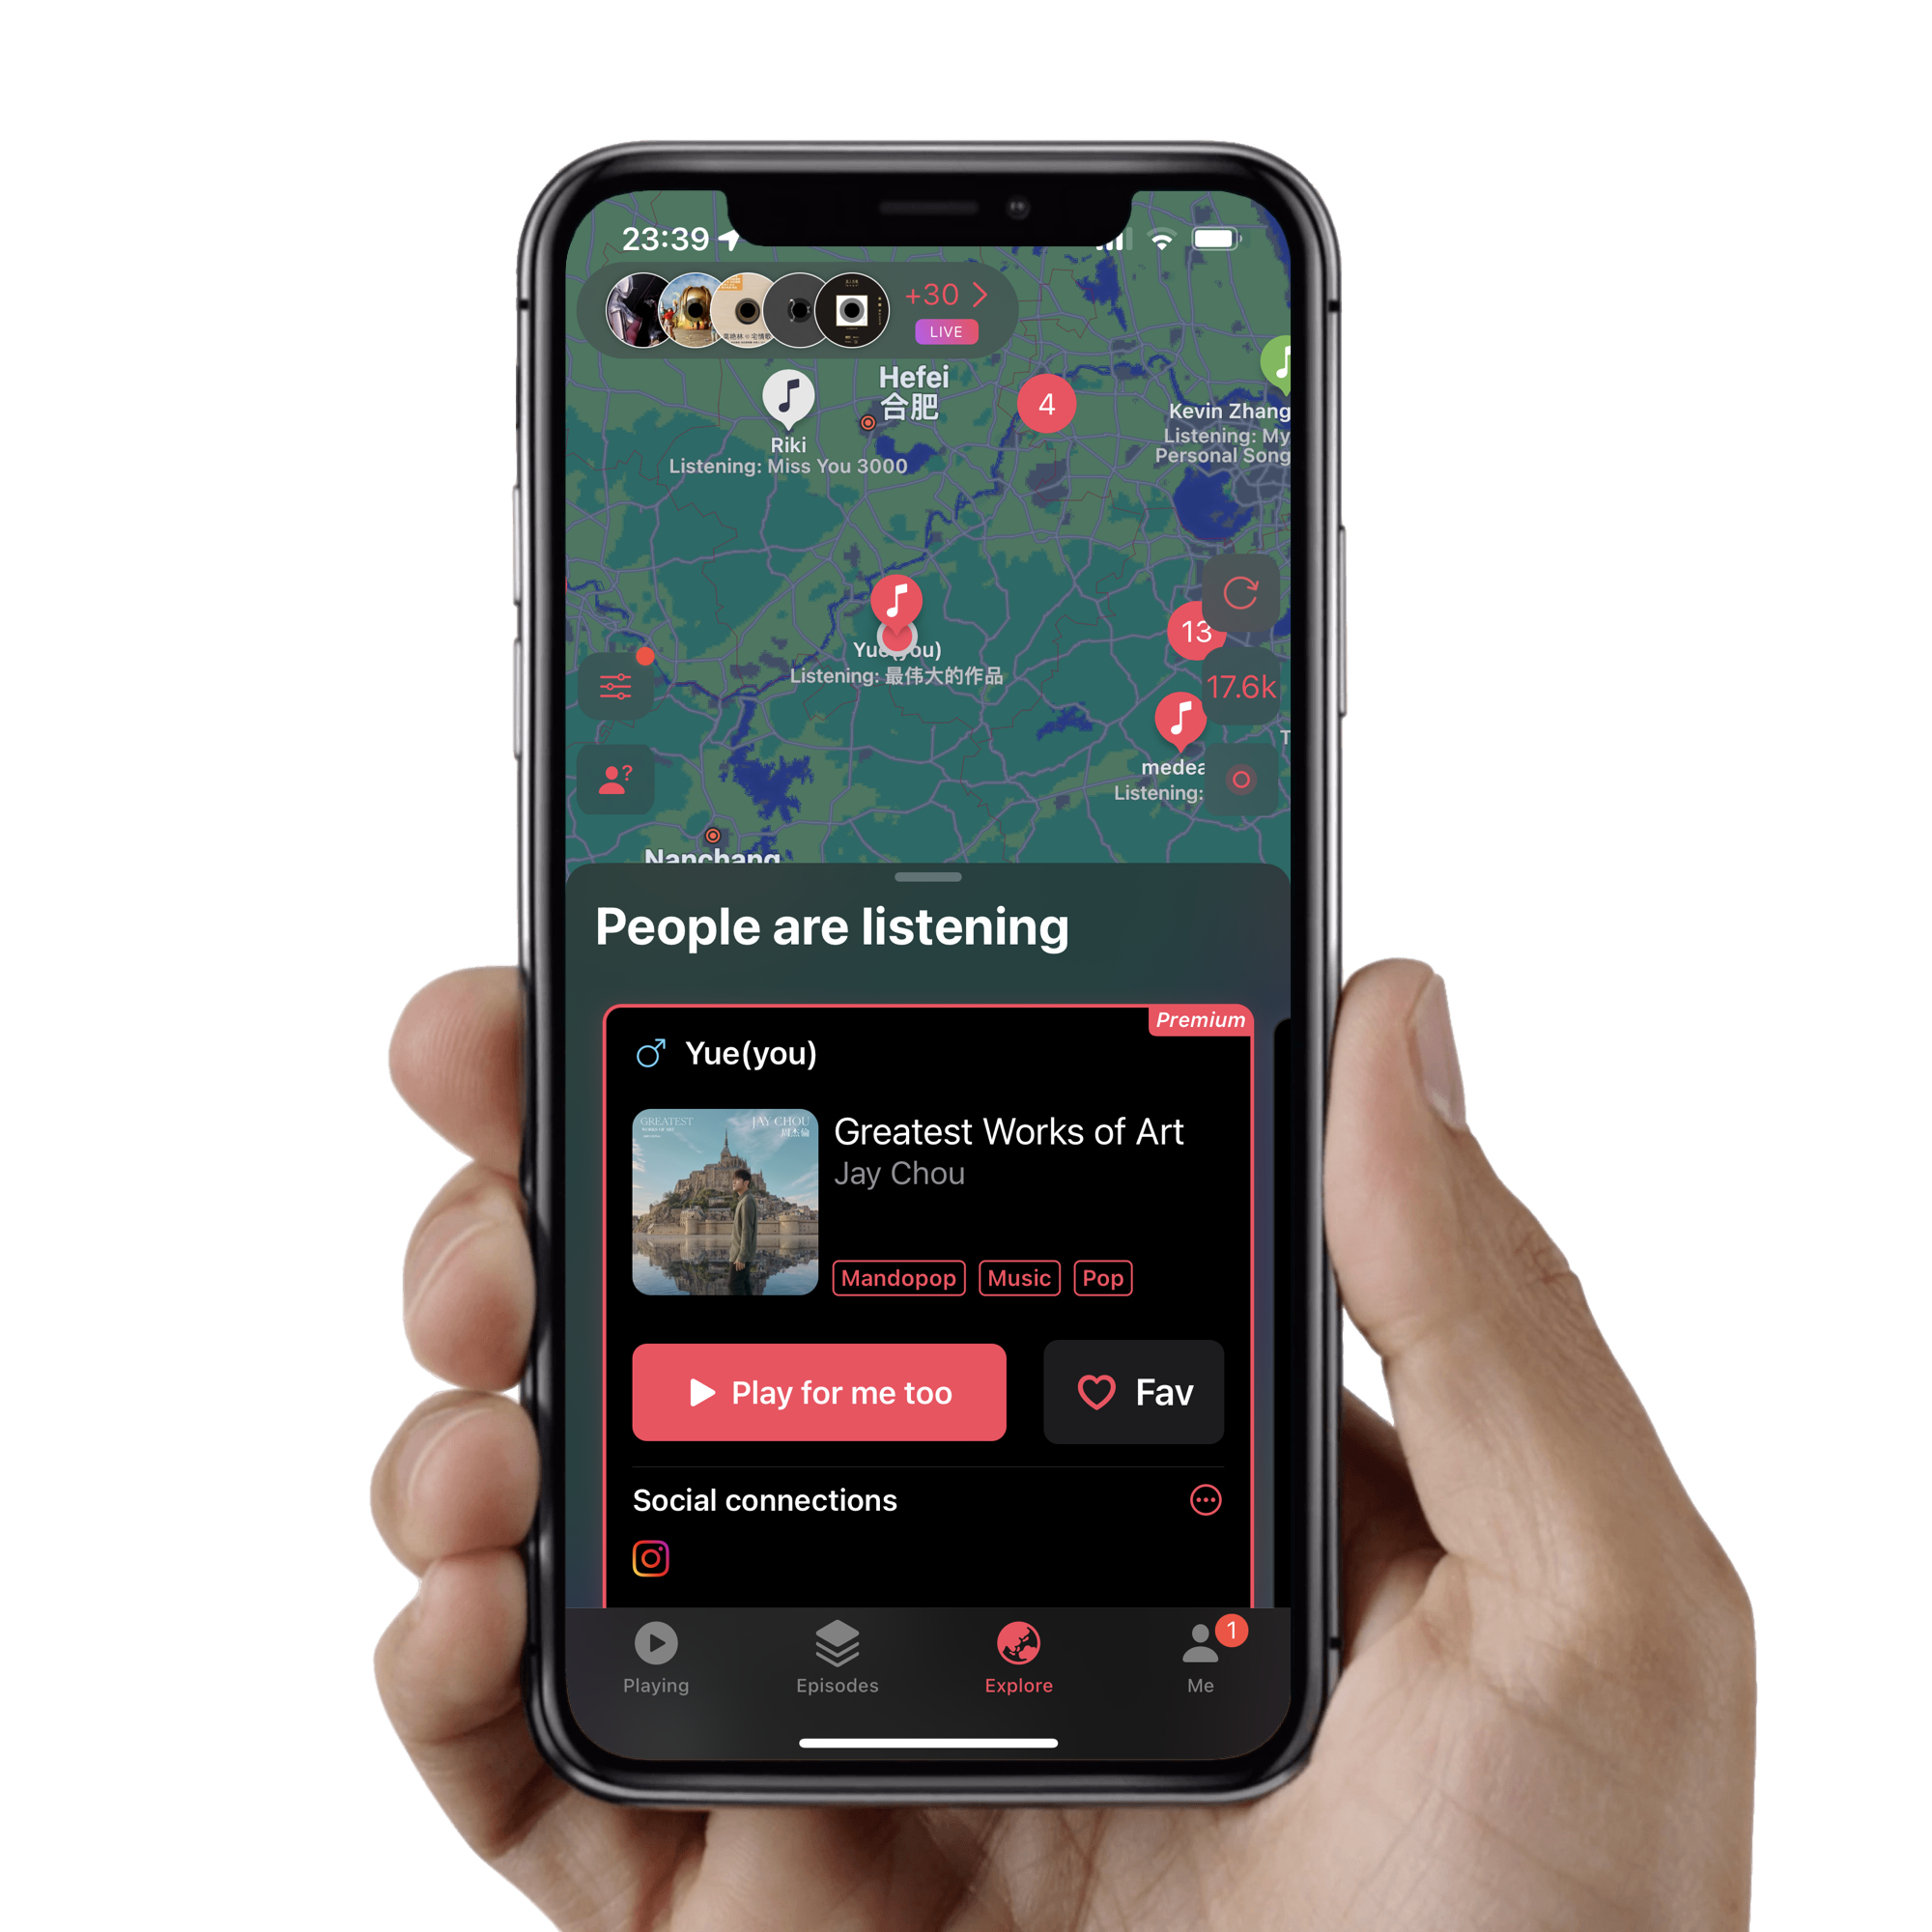 23:39
+30
LIVE
Hefei
合肥
4
Riki
Listening: Miss You 3000
Kevin Zhang
Listening: My
Personal Song
13
Yue(you)
Listening: 最伟大的作品
17.6k
?
medea
Listening:
T
Nanchang
People are listening
Premium
Yue(you)
GREATEST
WORKS OF ART
JAY CHOU
周杰倫
Greatest Works of Art
Jay Chou
Mandopop Music Pop
Play for me too
Fav
Social connections
1
Playing Episodes Explore Me